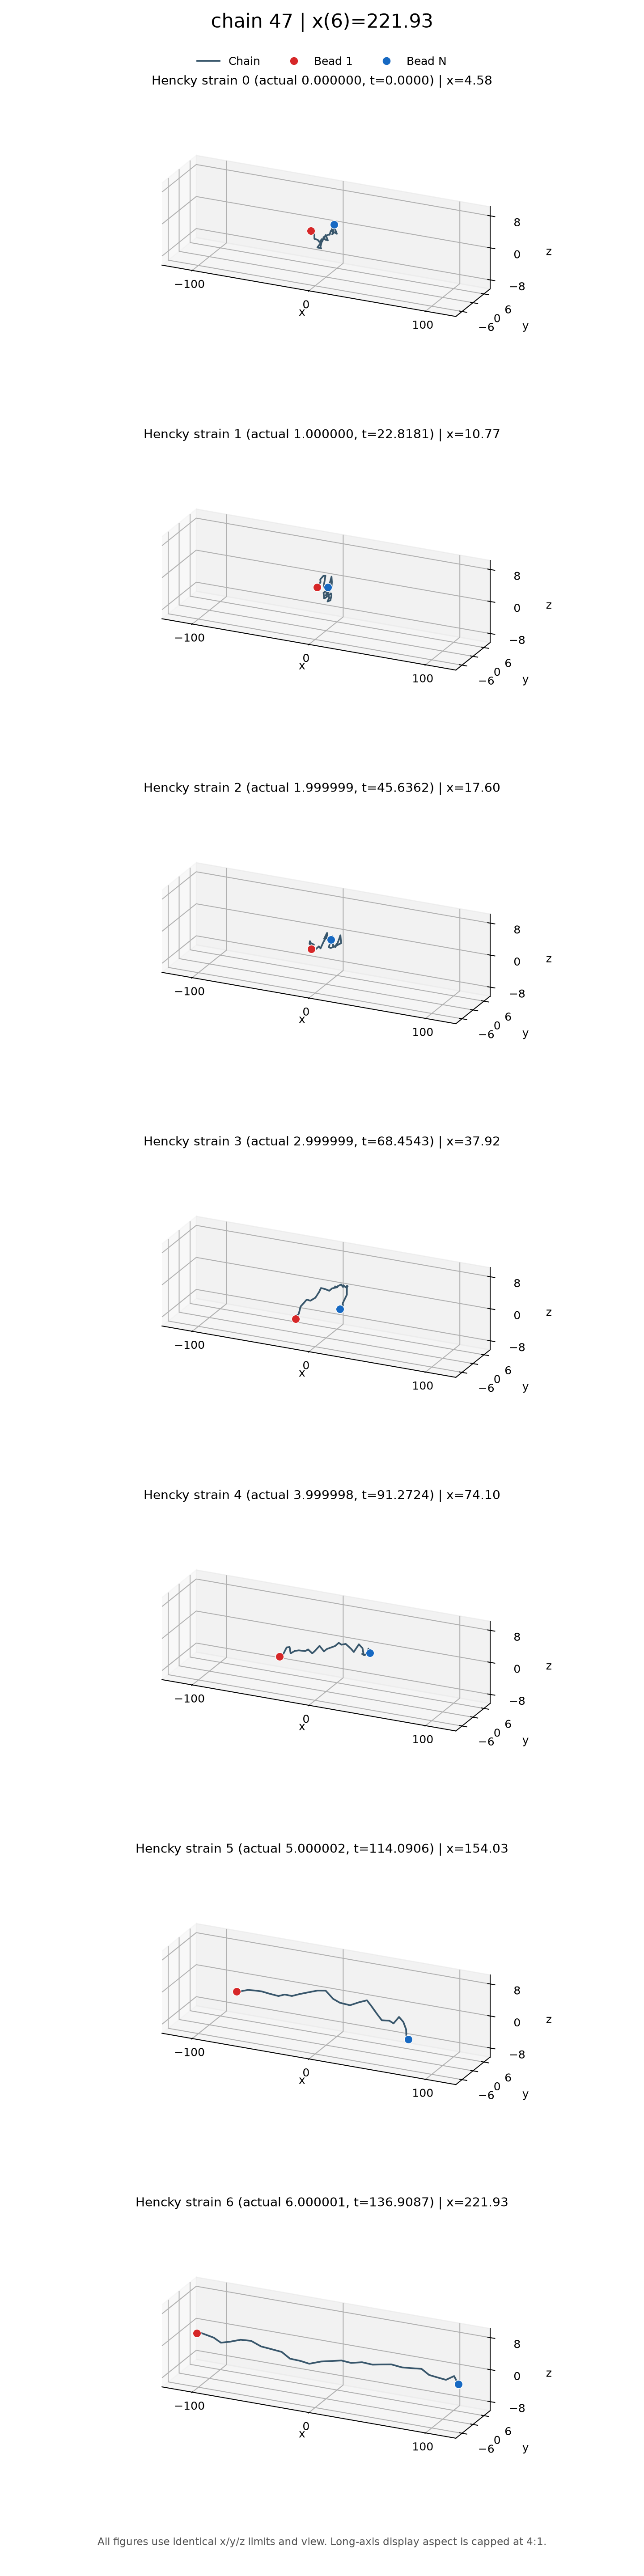 chain 47 | x(6)=221.93
Chain Bead 1 Bead N
Hencky strain 0 (actual 0.000000, t=0.0000) | x=4.58
8
0
z
−8
−100
0
x
100
6
0
−6
y
Hencky strain 1 (actual 1.000000, t=22.8181) | x=10.77
8
0
z
−8
−100
0
x
100
6
0
−6
y
Hencky strain 2 (actual 1.999999, t=45.6362) | x=17.60
8
0
z
−8
−100
0
x
100
6
0
−6
y
Hencky strain 3 (actual 2.999999, t=68.4543) | x=37.92
8
0
z
−8
−100
0
x
100
6
0
−6
y
Hencky strain 4 (actual 3.999998, t=91.2724) | x=74.10
8
0
z
−8
−100
0
x
100
6
0
−6
y
Hencky strain 5 (actual 5.000002, t=114.0906) | x=154.03
8
0
z
−8
−100
0
x
100
6
0
−6
y
Hencky strain 6 (actual 6.000001, t=136.9087) | x=221.93
8
0
z
−8
−100
0
x
100
6
0
−6
y
All figures use identical x/y/z limits and view. Long-axis display aspect is capped at 4:1.